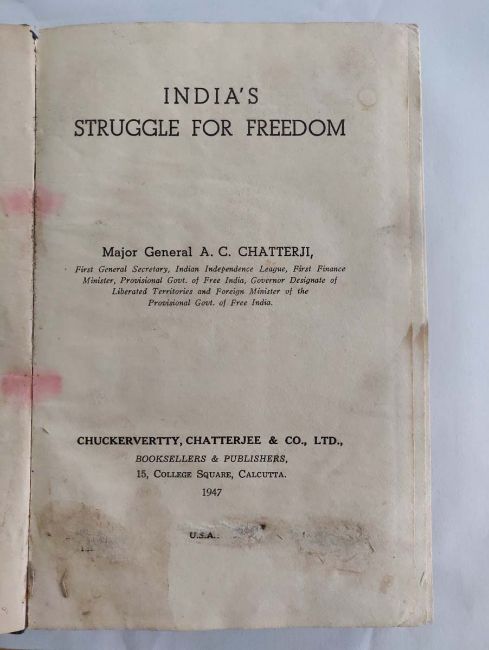 INDIA'S
STRUGGLE FOR FREEDOM
Major General A. C. CHATTERJI,
First General Secretary, Indian Independence League, First Finance
Minister, Provisional Govt. of Free India, Governor Designate of
Liberated Territories and Foreign Minister of the
Provisional Govt. of Free India.
CHUCKERVERTTY, CHATTERJEE & CO., LTD.,
BOOKSELLERS & PUBLISHERS,
15, COLLEGE SQUARE, CALCUTTA.
1947
U.S.A.